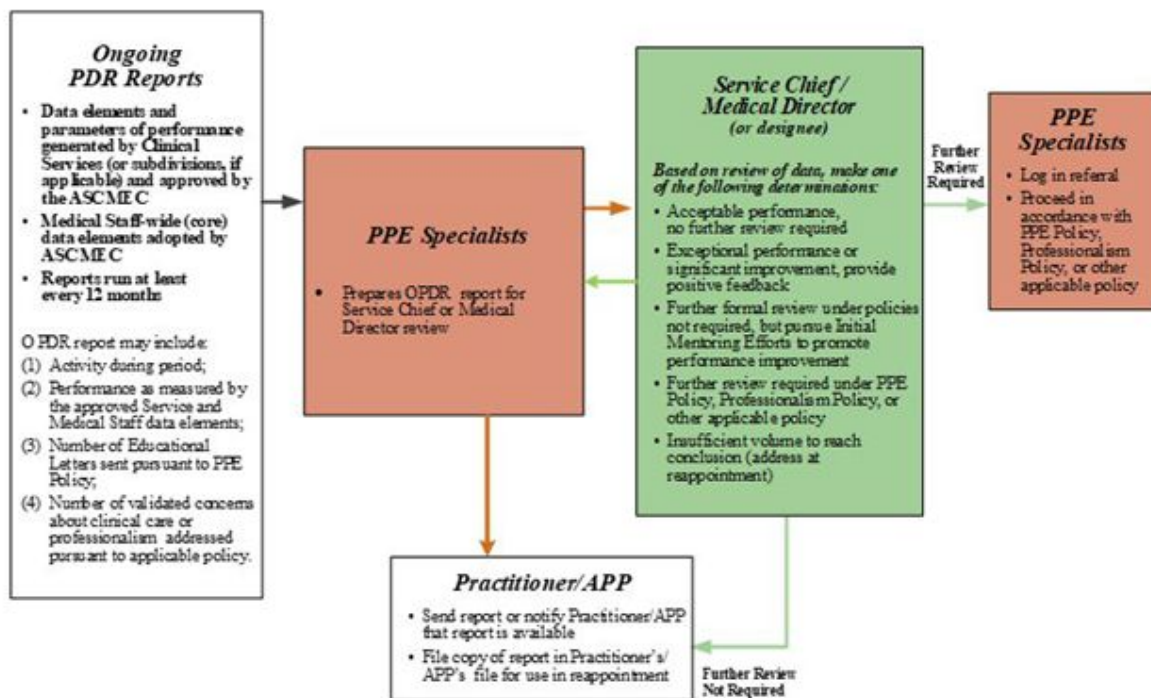 Ongoing
PDR Reports
• Data elements and
parameters of performance
generated by Clinical
Services (or subdivisions, if
applicable) and approved by
the ASCMEC
• Medical Staff-wide (core)
data elements adopted by
ASCMEC
• Reports run at least
every 12 months
OPDR report may include:
(1) Activity during period;
(2) Performance as measured by
the approved Service and
Medical Staff data elements;
(3) Number of Educational
Letters sent pursuant to PPE
Policy;
(4) Number of validated concerns
about clinical care or
professionalism addressed
pursuant to applicable policy.
PPE Specialists
• Prepares OPDR report for
Service Chief or Medical
Director review
Service Chief /
Medical Director
(or designee)
Based on review of data, make one
of the following determinations:
• Acceptable performance,
no further review required
• Exceptional performance or
significant improvement, provide
positive feedback
• Further formal review under policies
not required, but pursue Initial
Mentoring Efforts to promote
performance improvement
• Further review required under PPE
Policy, Professionalism Policy, or
other applicable policy
• Insufficient volume to reach
conclusion (address at
reappointment)
Further
Review
Required
PPE
Specialists
• Log in referral
• Proceed in
accordance with
PPE Policy,
Professionalism
Policy, or other
applicable policy
Practitioner/APP
• Send report or notify Practitioner/APP
that report is available
• File copy of report in Practitioner's/
APP's file for use in reappointment
Further Review
Not Required